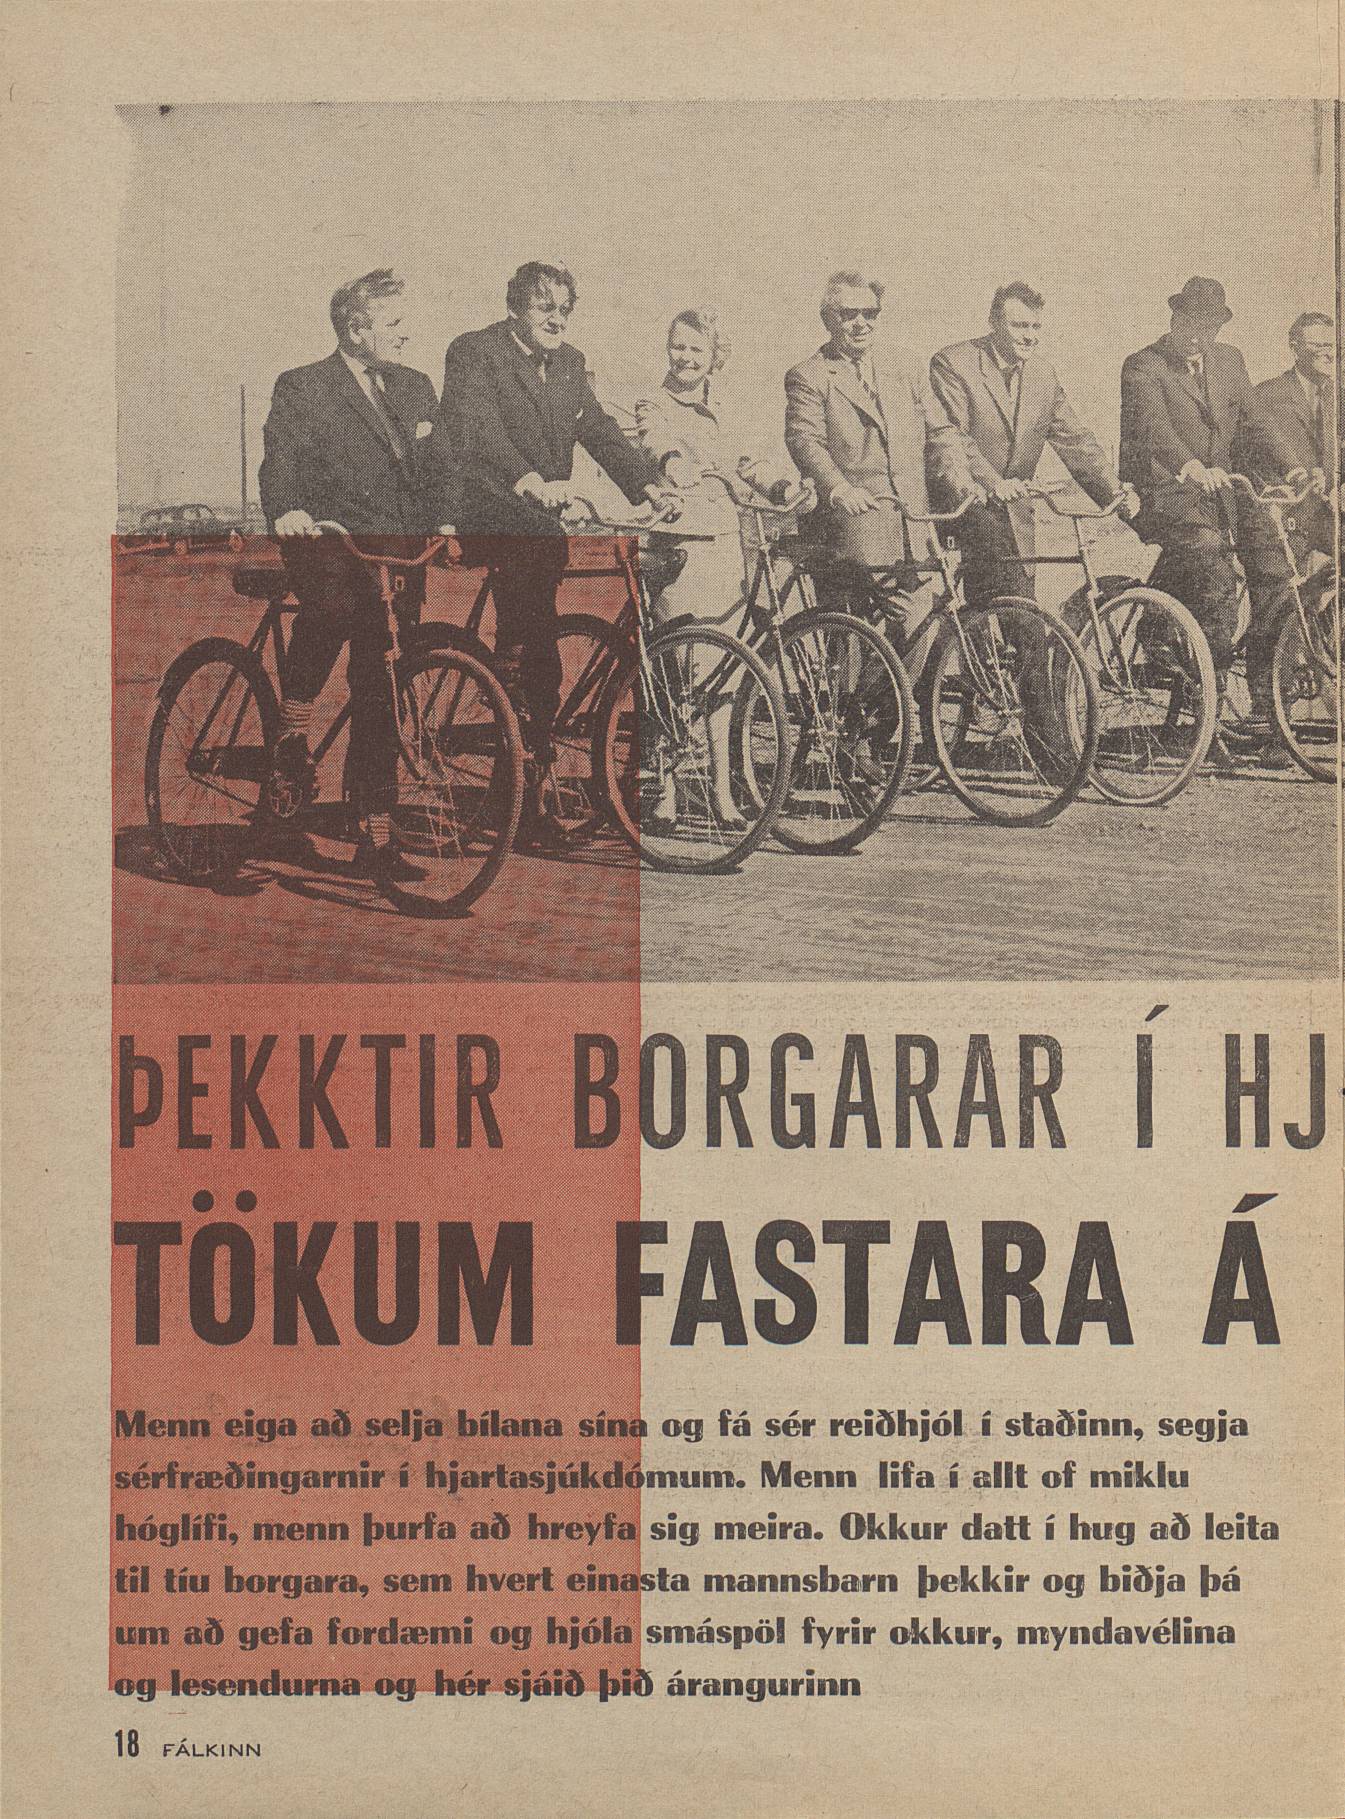 ÞEKKTIR BORGARAR Í HJ
TÖKUM FASTARA Á
Menn eiga að selja bílana sína og fá sér reiðhjól í staðinn, segja
sérfræðingarnir í hjartasjúkdómum. Menn lifa í allt of miklu
hóglífi, menn þurfa að hreyfa sig meira. Okkur datt í hug að leita
til tíu borgara, sem hvert einasta mannsbarn þekkir og biðja þá
um að gefa fordæmi og hjóla smáspöl fyrir okkur, myndavélina
og lesendurna og hér sjáið þið árangurinn
18 FÁLKINN